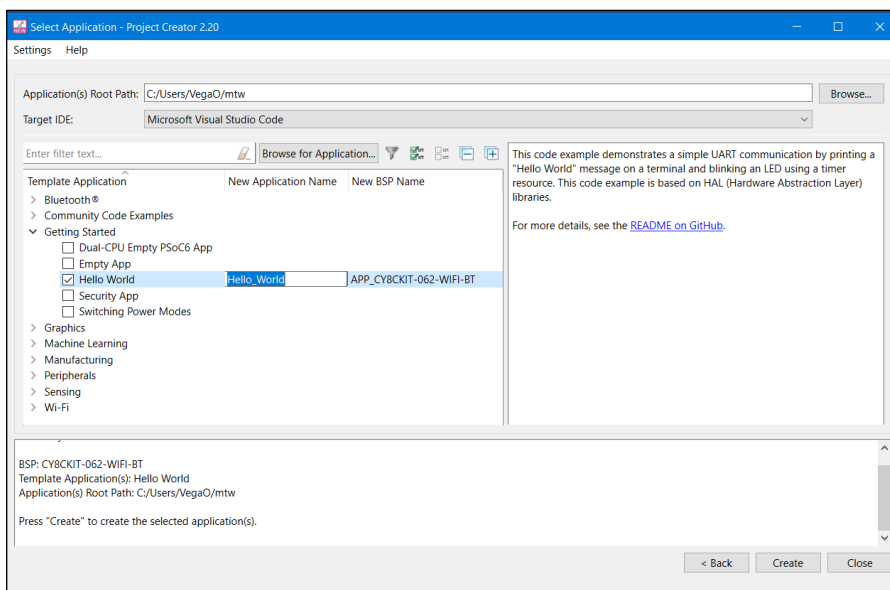 Select Application - Project Creator 2.20
Settings Help
Application(s) Root Path: C:/Users/VegaO/mtw Browse...
Target IDE: Microsoft Visual Studio Code
Enter filter text... Browse for Application...
Template Application New Application Name New BSP Name
Bluetooth®
Community Code Examples
Getting Started
Dual-CPU Empty PSoC6 App
Empty App
Hello World Hello_World APP_CY8CKIT-062-WIFI-BT
Security App
Switching Power Modes
Graphics
Machine Learning
Manufacturing
Peripherals
Sensing
Wi-Fi
This code example demonstrates a simple UART communication by printing a
"Hello World" message on a terminal and blinking an LED using a timer
resource. This code example is based on HAL (Hardware Abstraction Layer)
libraries.
For more details, see the README on GitHub.
BSP: CY8CKIT-062-WIFI-BT
Template Application(s): Hello World
Application(s) Root Path: C:/Users/VegaO/mtw
Press "Create" to create the selected application(s).
< Back Create Close